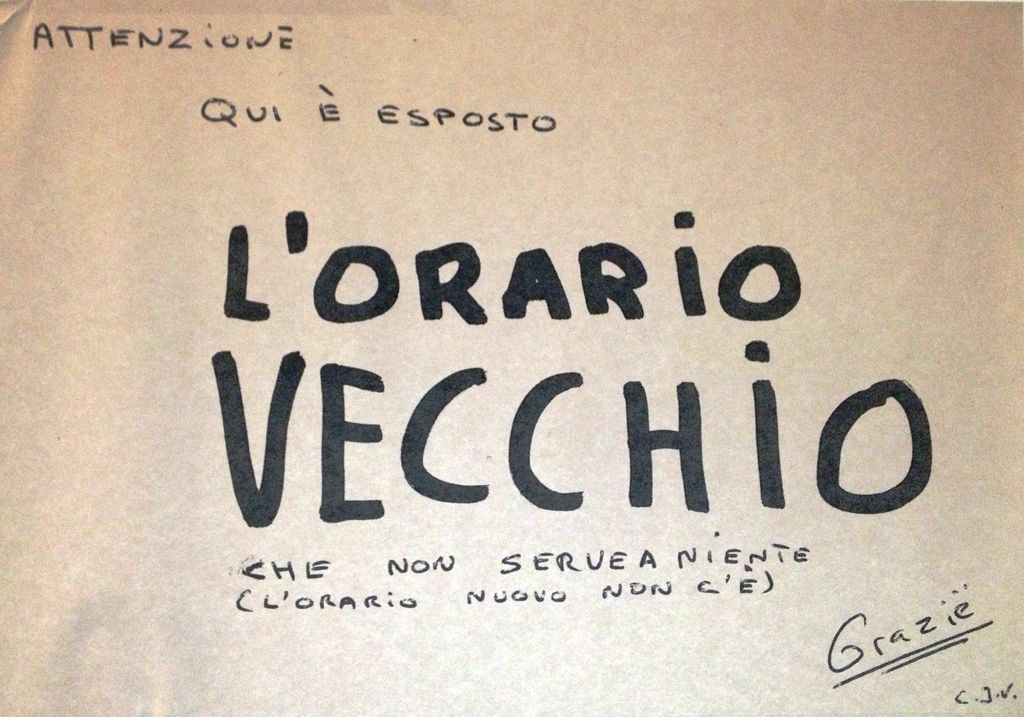 ATTENZiONE
QUI È ESPOSTO
L'ORARiO
VECCHiO
CHE NON SERVE A NIENTE
(L'ORARiO NUOVO NON C'È)
Grazie
C.J.V.